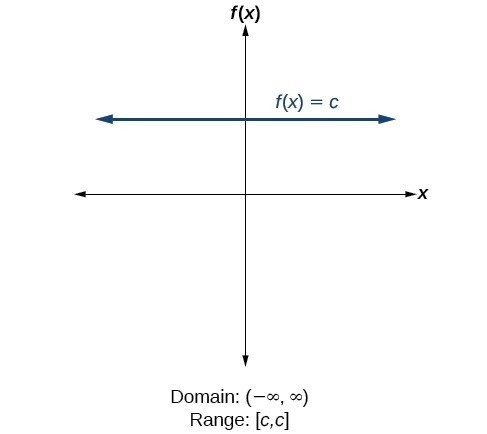 f(x)
f(x) = c
x
Domain: (−∞, ∞)
Range: [c,c]